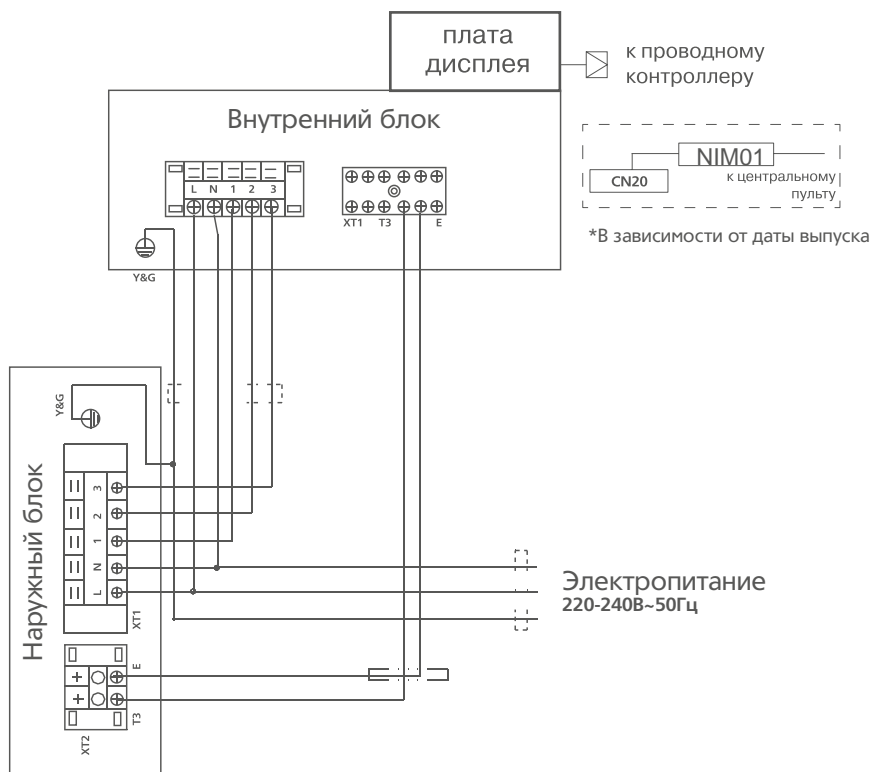 плата
дисплея
к проводному
контроллеру
Внутренний блок
L N 1 2 3
XT1 T3 E
Y&G
NIM01
CN20
к центральному
пульту
*В зависимости от даты выпуска
Наружный блок
Y&G
3
2
1
N
L
XT1
E
T3
XT2
Электропитание
220-240В~50Гц